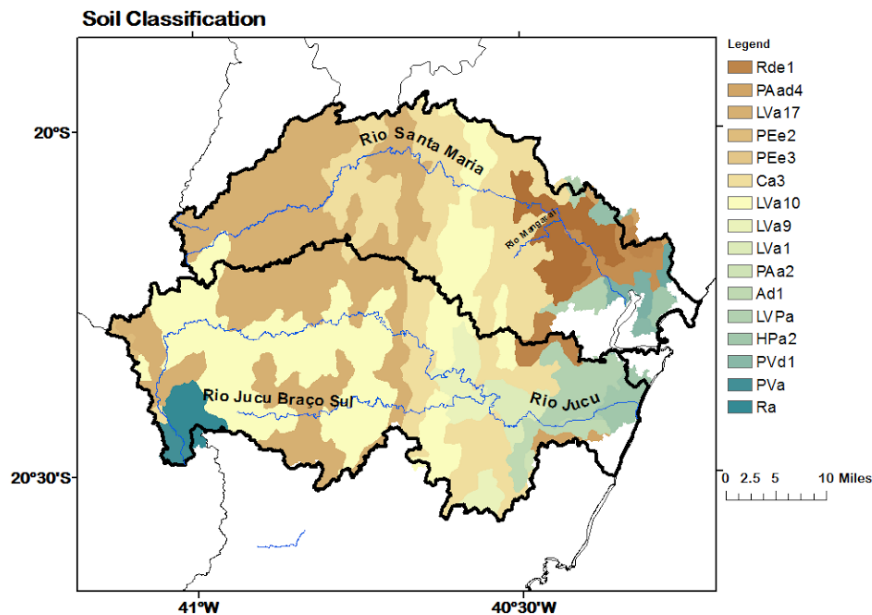 Soil Classification
Legend
Rde1
PAad4
LVa17
PEe2
PEe3
Ca3
LVa10
LVa9
LVa1
PAa2
Ad1
LVPa
HPa2
PVd1
PVa
Ra
20°S
Rio Santa Maria
Rio Mangarai
Rio Jucu Braço Sul
Rio Jucu
20°30'S
0 2.5 5 10 Miles
41°W
40°30'W